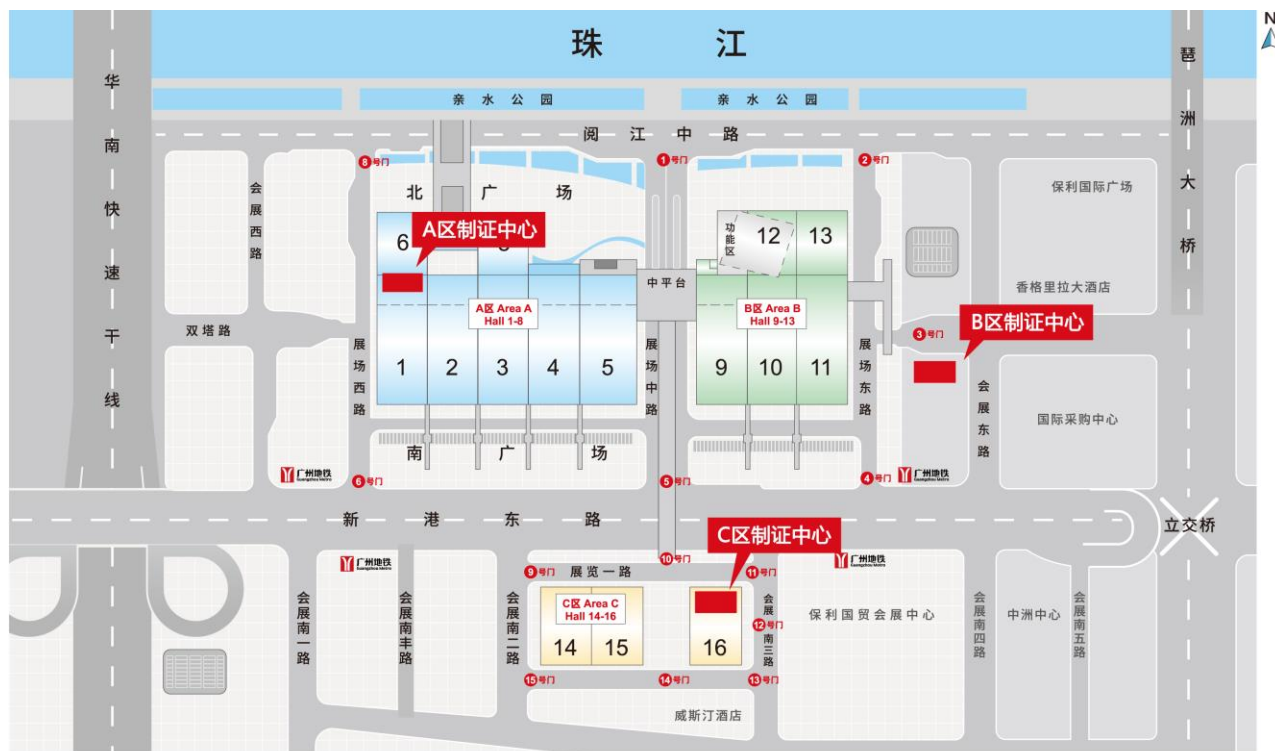 N
珠 江
亲水公园
亲水公园
阅江中路
华南快速干线
琶洲大桥
8号门
1号门
2号门
会展西路
北广场
保利国际广场
6
A区制证中心
功能区
12
13
中平台
香格里拉大酒店
A区 Area A
Hall 1-8
B区 Area B
Hall 9-13
B区制证中心
3号门
双塔路
展场西路
1
2
3
4
5
展场中路
9
10
11
展场东路
会展东路
国际采购中心
南广场
广州地铁
Guangzhou Metro
6号门
5号门
4号门
广州地铁
Guangzhou Metro
新港东路
C区制证中心
立交桥
广州地铁
Guangzhou Metro
10号门
广州地铁
Guangzhou Metro
9号门
展览一路
11号门
C区 Area C
Hall 14-16
14
15
16
会展南一路
会展南丰路
会展南二路
会展南三路
12号门
保利国贸会展中心
会展南四路
中洲中心
会展南五路
15号门
14号门
13号门
威斯汀酒店